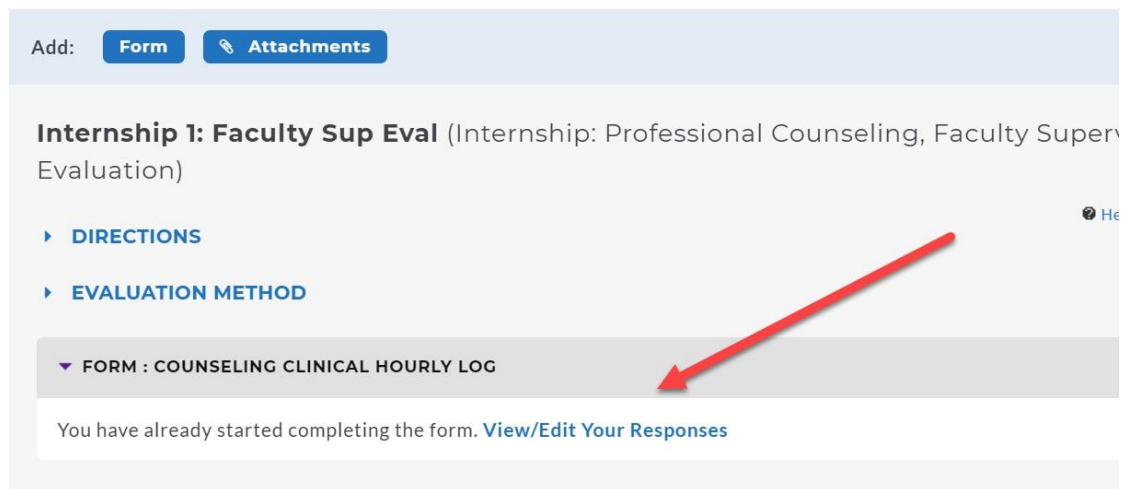 Add: Form Attachments
Internship 1: Faculty Sup Eval (Internship: Professional Counseling, Faculty
Evaluation)
DIRECTIONS
EVALUATION METHOD
FORM : COUNSELING CLINICAL HOURLY LOG
You have already started completing the form. View/Edit Your Responses